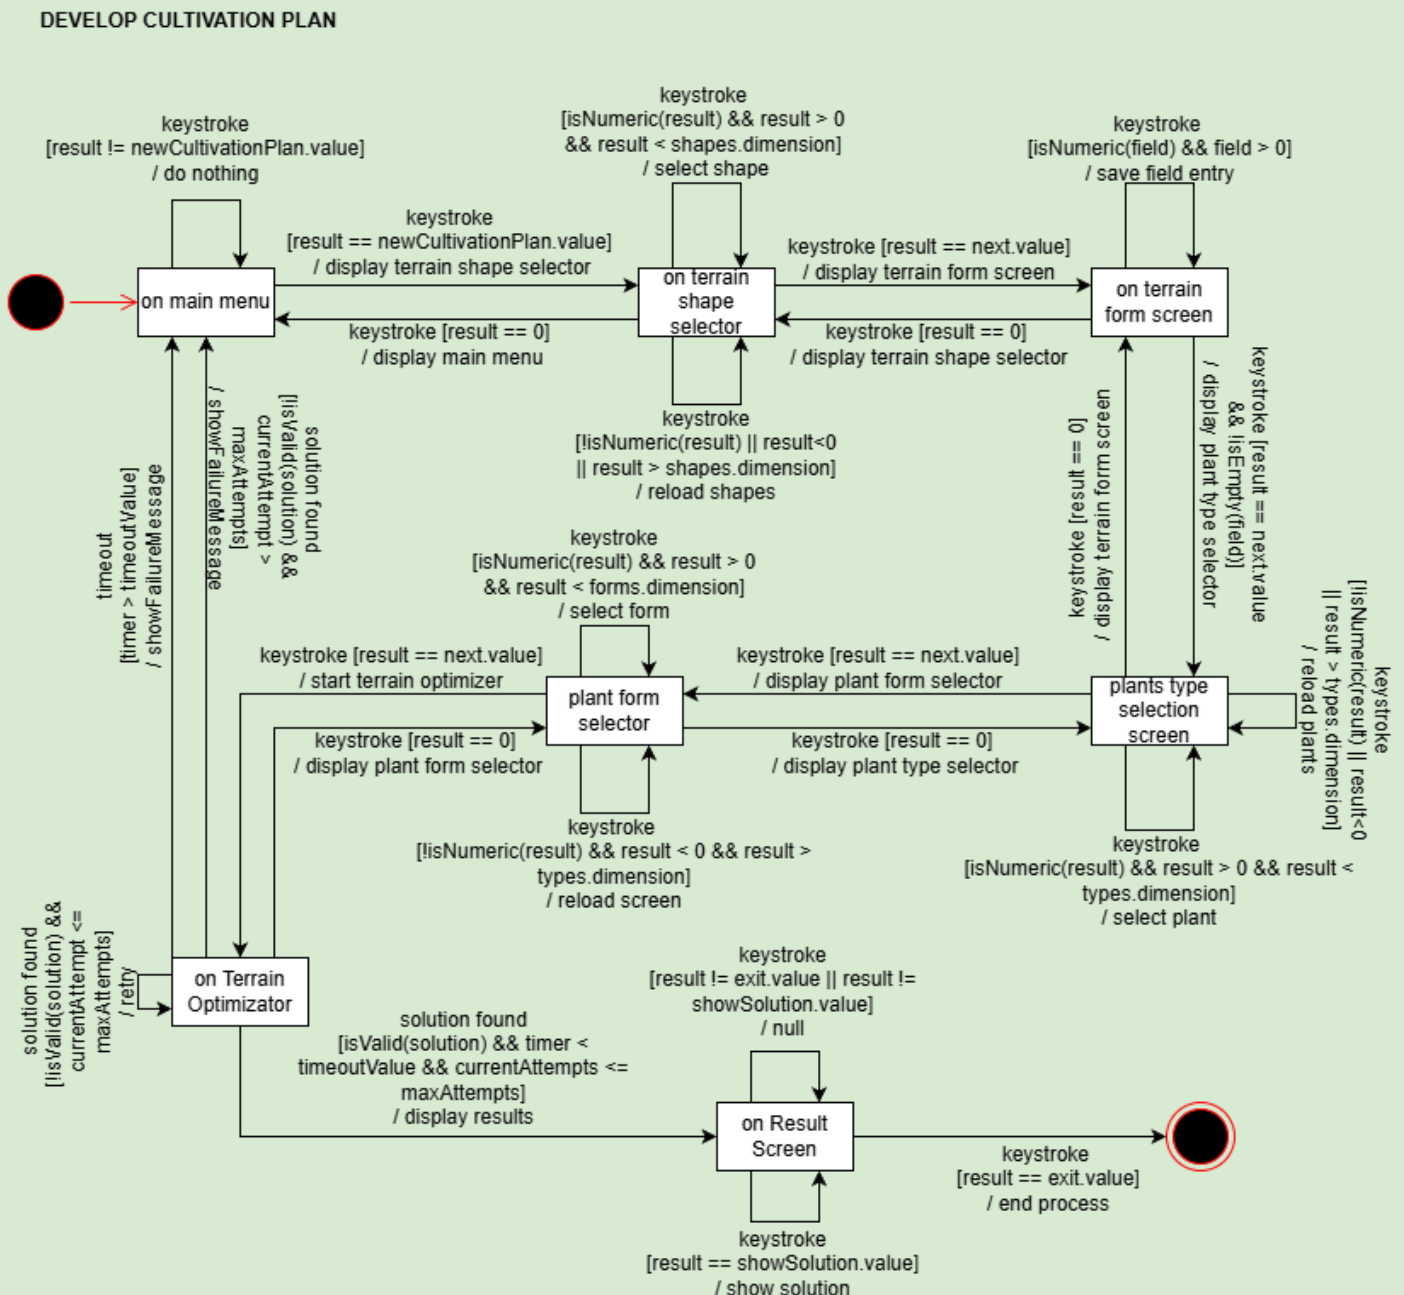 DEVELOP CULTIVATION PLAN
keystroke
[result != newCultivationPlan.value]
/ do nothing
keystroke
[isNumeric(result) && result > 0
&& result < shapes.dimension]
/ select shape
keystroke
[isNumeric(field) && field > 0]
/ save field entry
keystroke
[result == newCultivationPlan.value]
/ display terrain shape selector
keystroke [result == next.value]
/ display terrain form screen
on main menu
on terrain
shape
selector
on terrain
form screen
keystroke [result == 0]
/ display main menu
keystroke [result == 0]
/ display terrain shape selector
keystroke
[!isNumeric(result) || result<0
|| result > shapes.dimension]
/ reload shapes
timeout
[timer > timeoutValue]
/ showFailureMessage
solution found
[!isValid(solution) &&
currentAttempt >
maxAttempts]
/ showFailureMessage
keystroke [result == 0]
/ display terrain form screen
keystroke [result == next.value
&& !isEmpty(field)]
/ display plant type selector
keystroke
[isNumeric(result) && result > 0
&& result < forms.dimension]
/ select form
keystroke [result == next.value]
/ start terrain optimizer
keystroke [result == next.value]
/ display plant form selector
plant form
selector
plants type
selection
screen
keystroke
[!isNumeric(result) || result<0
|| result > types.dimension]
/ reload plants
keystroke [result == 0]
/ display plant form selector
keystroke [result == 0]
/ display plant type selector
keystroke
[!isNumeric(result) && result < 0 && result >
types.dimension]
/ reload screen
keystroke
[isNumeric(result) && result > 0 && result <
types.dimension]
/ select plant
solution found
[!isValid(solution) &&
currentAttempt <=
maxAttempts]
/ retry
on Terrain
Optimizator
keystroke
[result != exit.value || result !=
showSolution.value]
/ null
solution found
[isValid(solution) && timer <
timeoutValue && currentAttempts <=
maxAttempts]
/ display results
on Result
Screen
keystroke
[result == exit.value]
/ end process
keystroke
[result == showSolution.value]
/ show solution